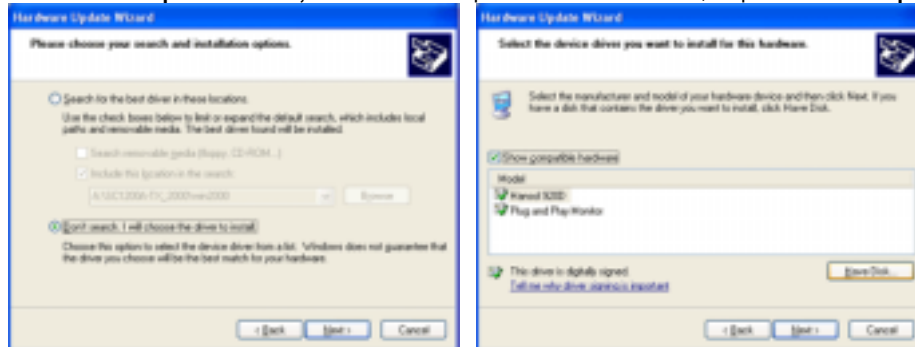 Hardware Update Wizard
Please choose your search and installation options.
Search for the best driver in these locations.
Use the check boxes below to limit or expand the default search, which includes local
paths and removable media. The best driver found will be installed.
Search removable media (floppy, CD-ROM...)
Include this location in the search:
Browse
Don't search. I will choose the driver to install.
Choose this option to select the device driver from a list. Windows does not guarantee that
the driver you choose will be the best match for your hardware.
< Back
Next >
Cancel
Hardware Update Wizard
Select the device driver you want to install for this hardware.
Select the manufacturer and model of your hardware device and then click Next. If you
have a disk that contains the driver you want to install, click Have Disk.
Show compatible hardware
Model
Plug and Play Monitor
This driver is digitally signed.
Tell me why driver signing is important
Have Disk...
< Back
Next >
Cancel